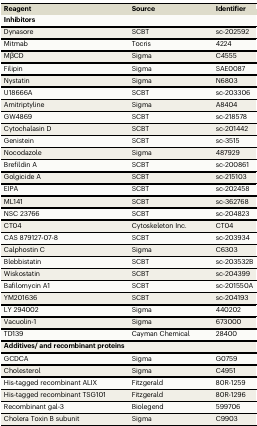 Reagent Source Identifier
Inhibitors
Dynasore SCBT sc-202592
Mitmab Tocris 4224
MβCD Sigma C4555
Filipin Sigma SAE0087
Nystatin Sigma N6803
U18666A SCBT sc-203306
Amitriptyline Sigma A8404
GW4869 SCBT sc-218578
Cytochalasin D SCBT sc-201442
Genistein SCBT sc-3515
Nocodazole Sigma 487929
Brefildin A SCBT sc-200861
Golgicide A SCBT sc-215103
EIPA SCBT sc-202458
ML141 SCBT sc-362768
NSC 23766 SCBT sc-204823
CT04 Cytoskeleton Inc. CT04
CAS 879127-07-8 SCBT sc-203934
Calphostin C Sigma C6303
Blebbistatin SCBT sc-203532B
Wiskostatin SCBT sc-204399
Bafilomycin A1 SCBT sc-201550A
YM201636 SCBT sc-204193
LY 294002 Sigma 440202
Vacuolin-1 Sigma 673000
TD139 Cayman Chemical 28400
Additives/ and recombinant proteins
GCDCA Sigma G0759
Cholesterol Sigma C4951
His-tagged recombinant ALIX Fitzgerald 80R-1259
His-tagged recombinant TSG101 Fitzgerald 80R-1296
Recombinant gal-3 Biolegend 599706
Cholera Toxin B subunit Sigma C9903